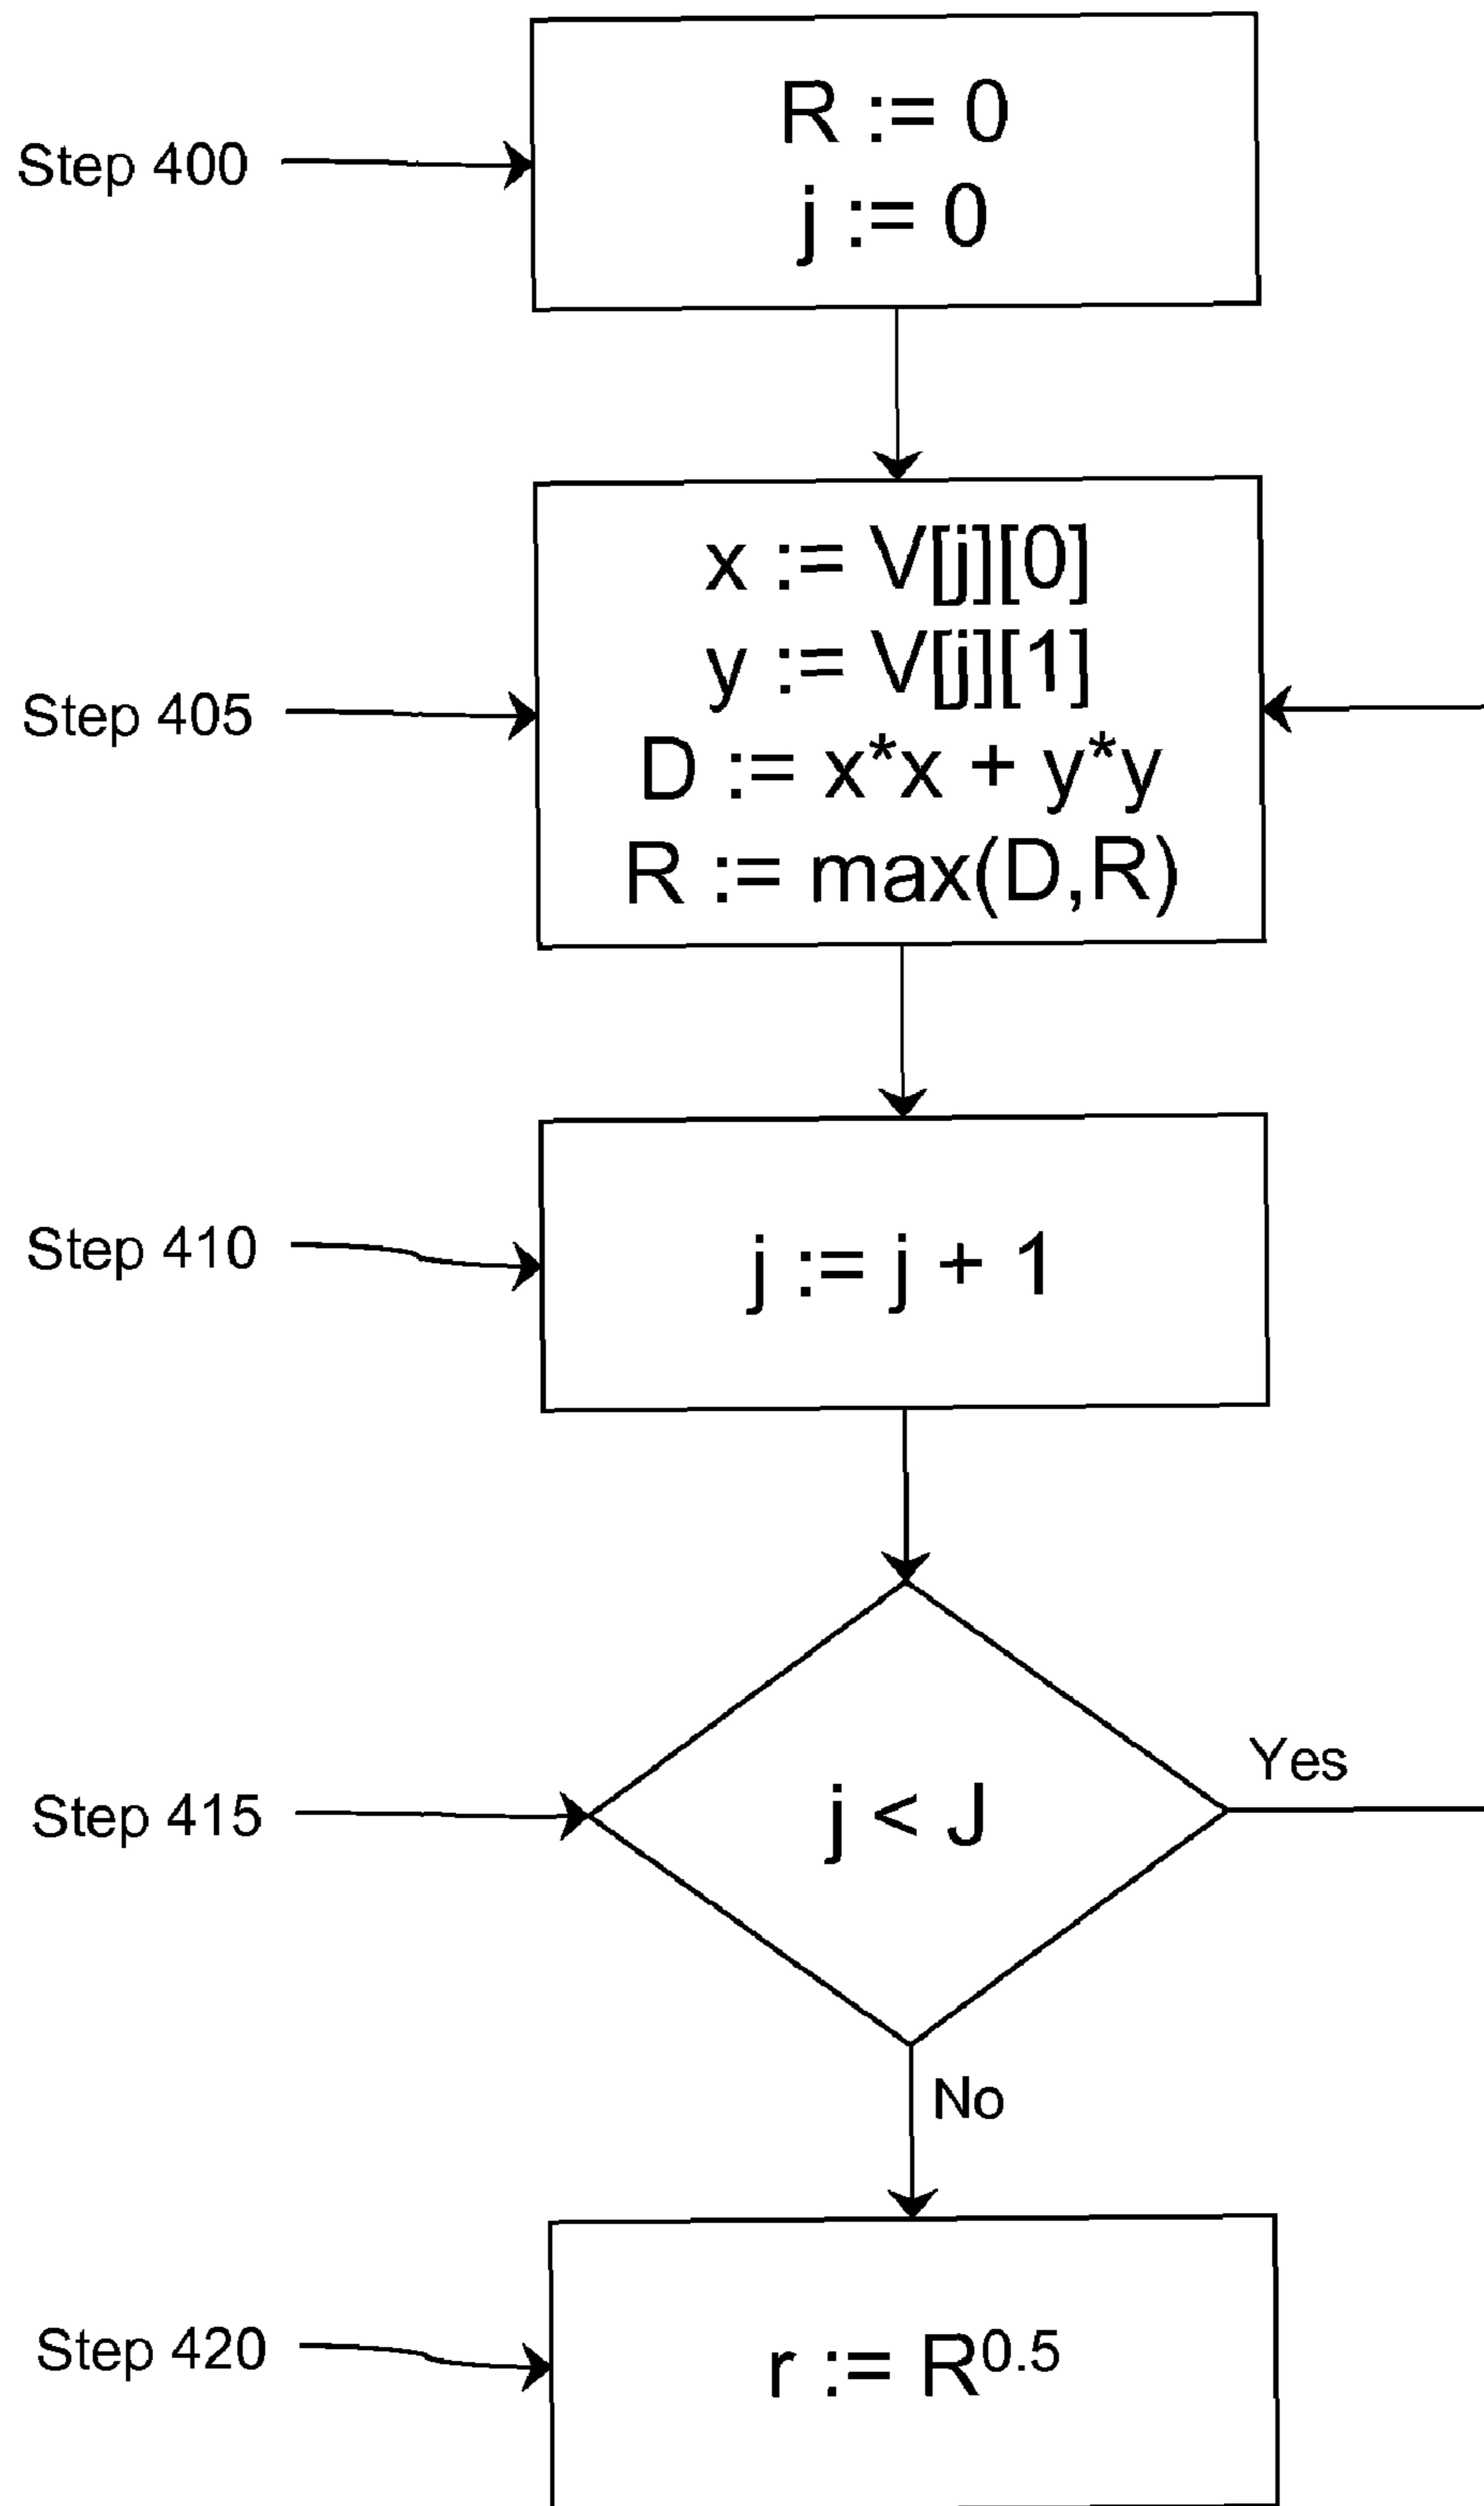 Step 400
R := 0
j := 0
Step 405
x := V[j][0]
y := V[j][1]
D := x*x + y*y
R := max(D,R)
Step 410
j := j + 1
Step 415
j < J
Yes
No
Step 420
r := R^0.5